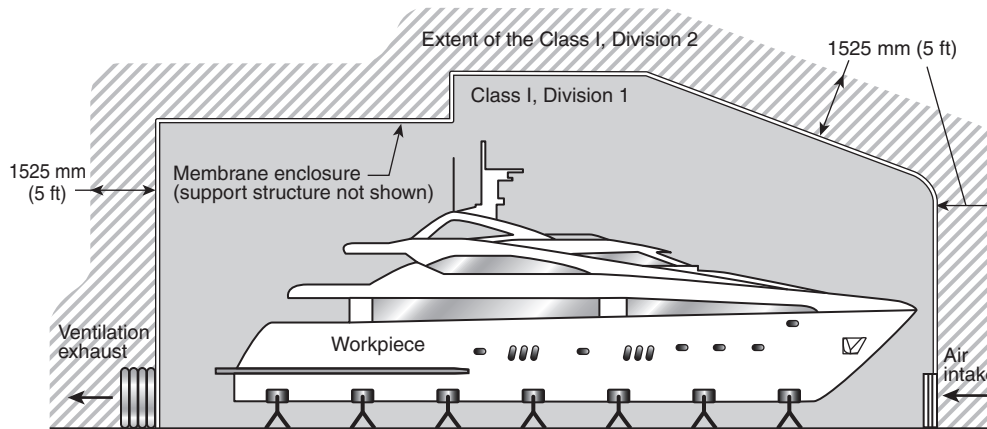 Extent of the Class I, Division 2
1525 mm (5 ft)
Class I, Division 1
Membrane enclosure
(support structure not shown)
1525 mm
(5 ft)
Ventilation
exhaust
Workpiece
Air
intake